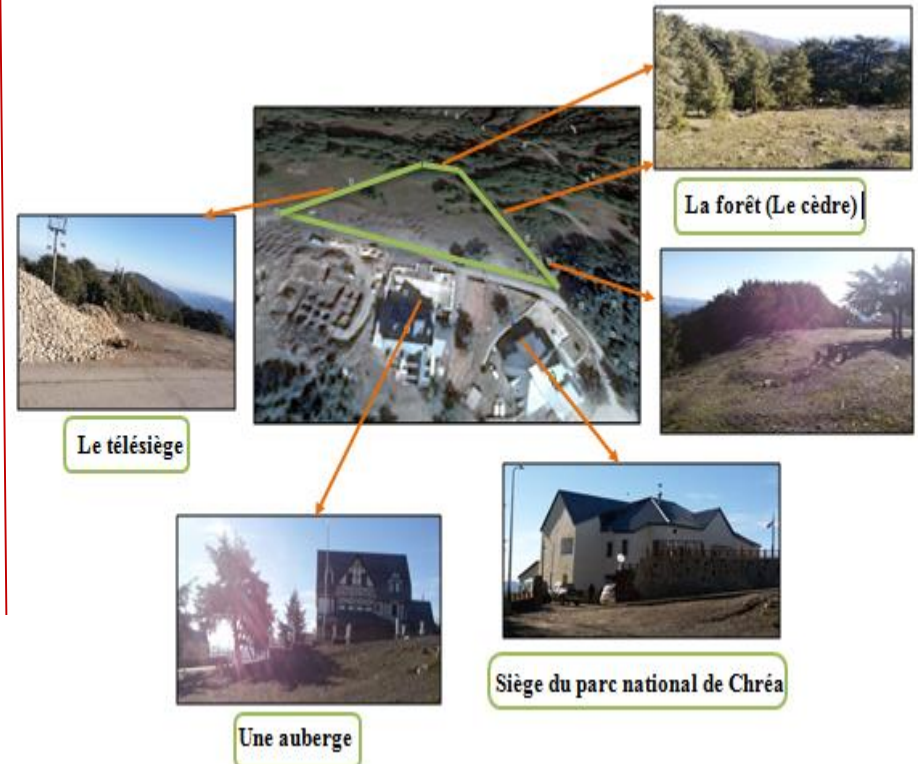 La forêt (Le cèdre)
Le télésiège
Siège du parc national de Chréa
Une auberge